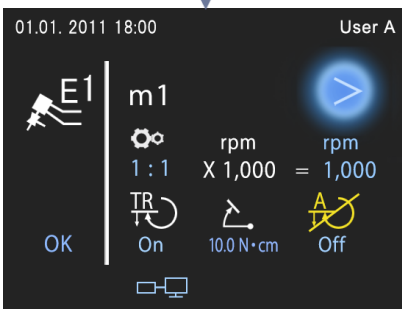 01.01. 2011 18:00 User A
E1
m1
>
rpm rpm
1 : 1 X 1,000 = 1,000
TR A
OK On 10.0 N•cm Off